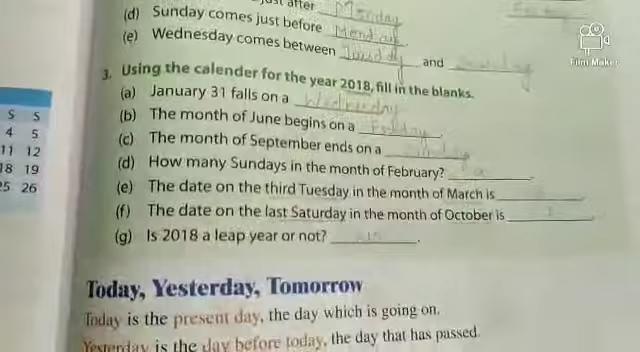 after Monday
(d) Sunday comes just before Monday.
(e) Wednesday comes between and
Film Maker
3. Using the calender for the year 2018, fill in the blanks.
(a) January 31 falls on a Wednesday
(b) The month of June begins on a
(c) The month of September ends on a
(d) How many Sundays in the month of February?
(e) The date on the third Tuesday in the month of March is
(f) The date on the last Saturday in the month of October is
(g) Is 2018 a leap year or not?
S S
4 5
11 12
18 19
25 26
Today, Yesterday, Tomorrow
Today is the present day, the day which is going on.
Yesterday is the day before today, the day that has passed.